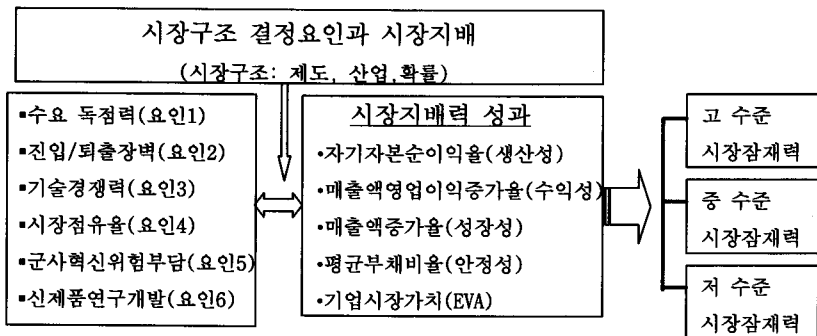 시장구조 결정요인과 시장지배
(시장구조: 제도, 산업,확률)
▪수요 독점력(요인1)
▪진입/퇴출장벽(요인2)
▪기술경쟁력(요인3)
▪시장점유율(요인4)
▪군사혁신위험부담(요인5)
▪신제품연구개발(요인6)
시장지배력 성과
•자기자본순이익율(생산성)
•매출액영업이익증가율(수익성)
•매출액증가율(성장성)
•평균부채비율(안정성)
•기업시장가치(EVA)
고 수준
시장잠재력
중 수준
시장잠재력
저 수준
시장잠재력